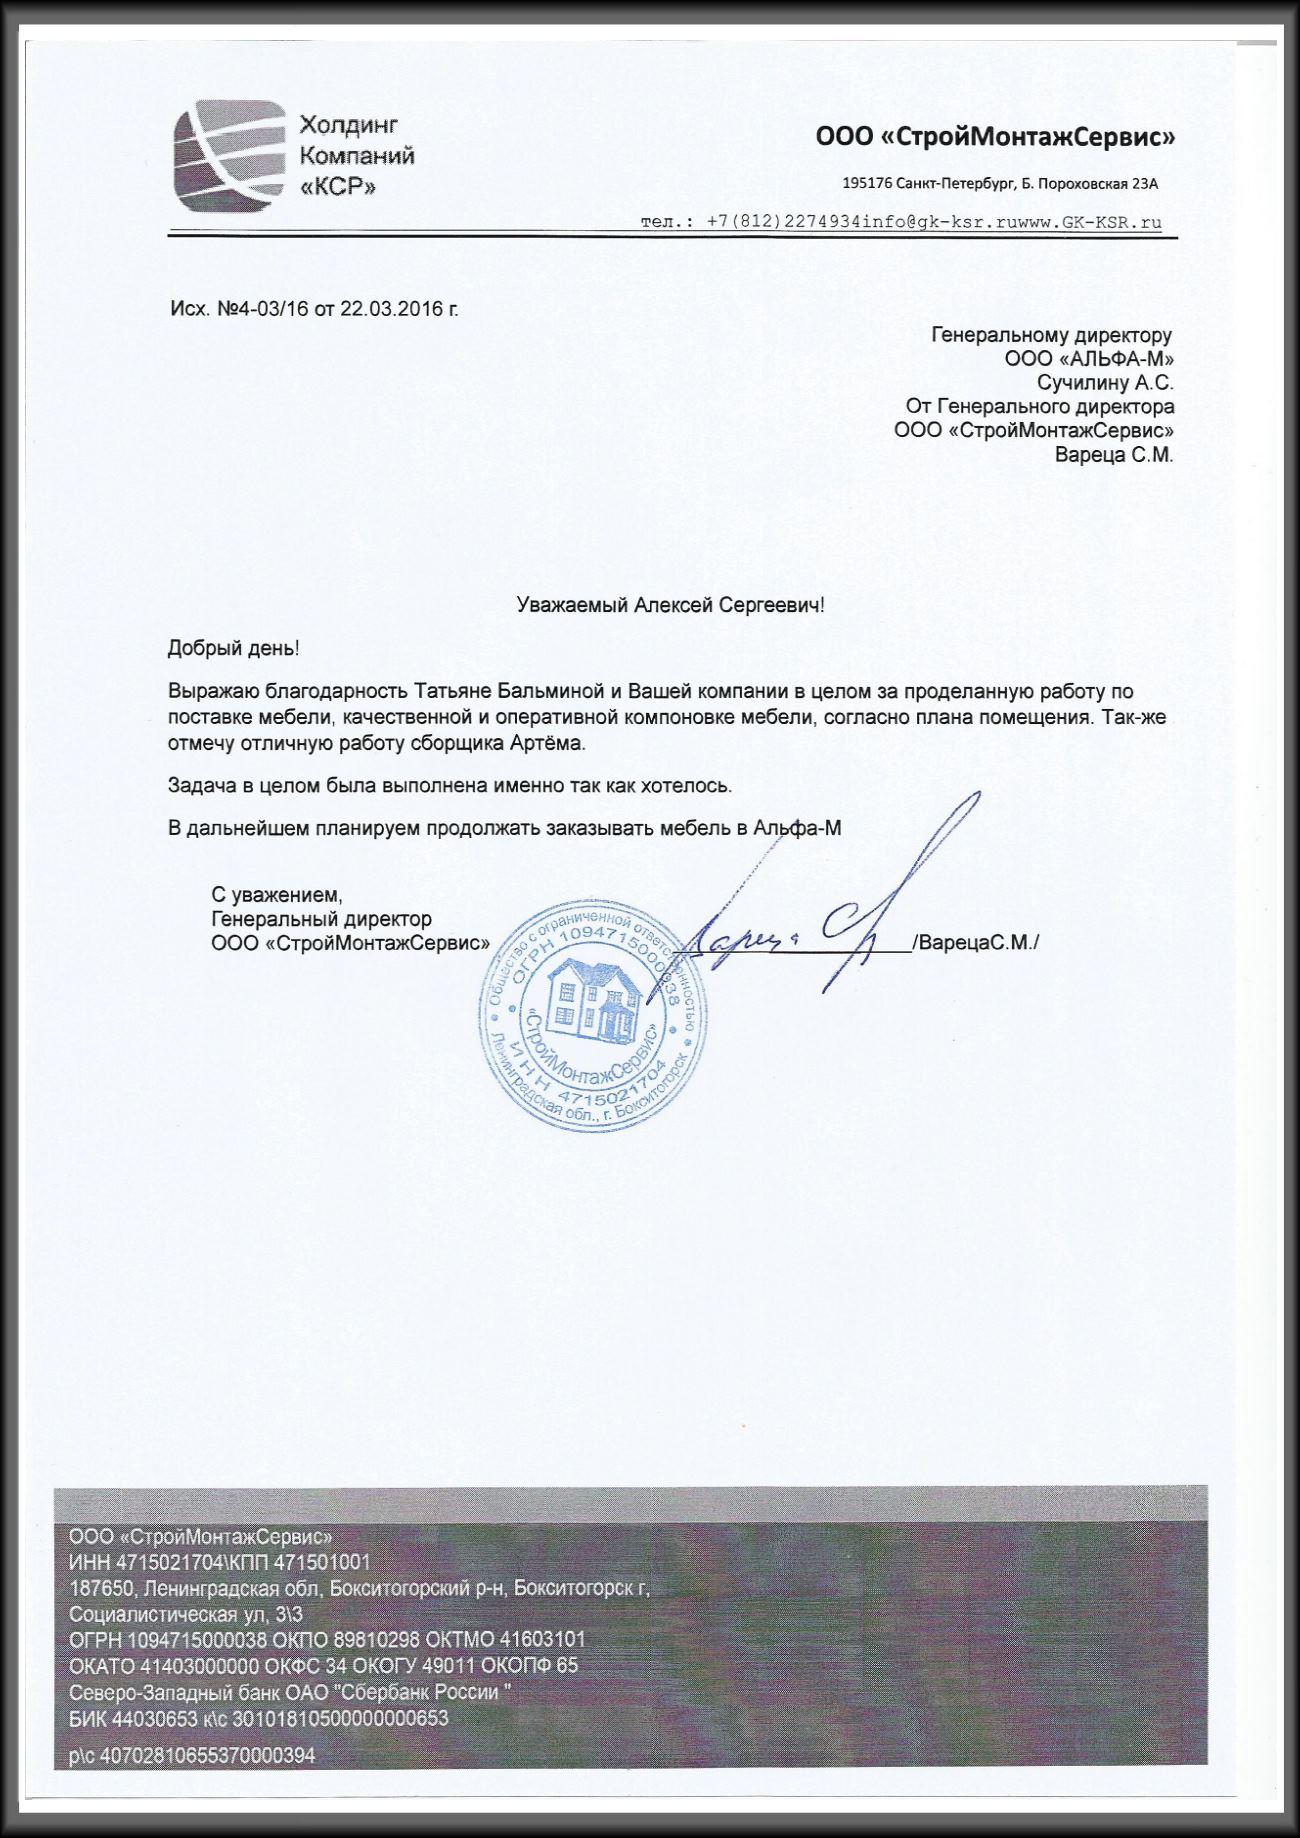 Холдинг
Компаний
«КСР»
ООО «СтройМонтажСервис»
195176 Санкт-Петербург, Б. Пороховская 23А
тел.: +7(812)2274934info@gk-ksr.ruwww.GK-KSR.ru
Исх. №4-03/16 от 22.03.2016 г.
Генеральному директору
ООО «АЛЬФА-М»
Сучилину А.С.
От Генерального директора
ООО «СтройМонтажСервис»
Вареца С.М.
Уважаемый Алексей Сергеевич!
Добрый день!
Выражаю благодарность Татьяне Бальминой и Вашей компании в целом за проделанную работу по
поставке мебели, качественной и оперативной компоновке мебели, согласно плана помещения. Так-же
отмечу отличную работу сборщика Артёма.
Задача в целом была выполнена именно так как хотелось.
В дальнейшем планируем продолжать заказывать мебель в Альфа-М
С уважением,
Генеральный директор
ООО «СтройМонтажСервис»
Вареца С
/ВарецаС.М./
Общество с ограниченной ответственностью
ОГРН 1094715000038
«СтройМонтажСервис»
ИНН 4715021704
Ленинградская обл., г. Бокситогорск
ООО «СтройМонтажСервис»
ИНН 4715021704\КПП 471501001
187650, Ленинградская обл, Бокситогорский р-н, Бокситогорск г,
Социалистическая ул, 3\3
ОГРН 1094715000038 ОКПО 89810298 ОКТМО 41603101
ОКАТО 41403000000 ОКФС 34 ОКОГУ 49011 ОКОПФ 65
Северо-Западный банк ОАО "Сбербанк России "
БИК 44030653 к\с 30101810500000000653
р\с 40702810655370000394